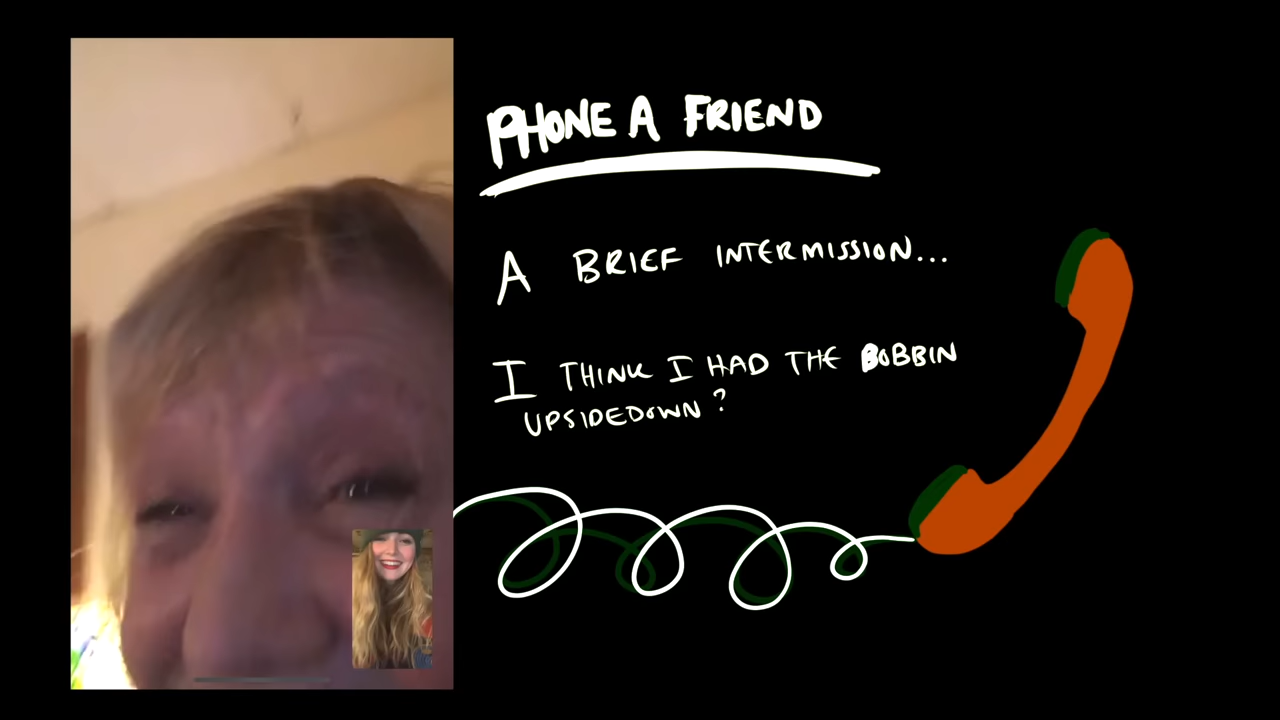 PHONE A FRIEND
A BRIEF INTERMISSION...
I THINK I HAD THE BOBBIN
UPSIDEDOWN?